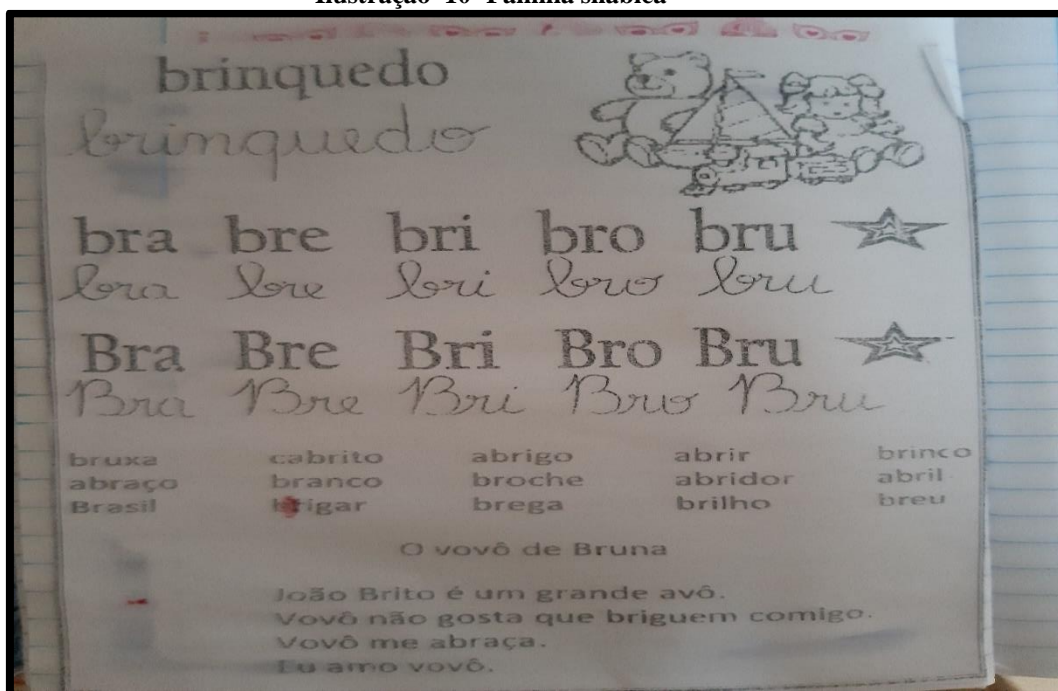 Ilustração 10- Família silábica
brinquedo
brinquedo
bra bre bri bro bru
bra bre bri bro bru
Bra Bre Bri Bro Bru
Bra Bre Bri Bro Bru
bruxa cabrito abrigo abrir brinco
abraço branco broche abridor abril
Brasil brigar brega brilho breu
O vovô de Bruna
João Brito é um grande avô.
Vovô não gosta que briguem comigo.
Vovô me abraça.
Eu amo vovô.